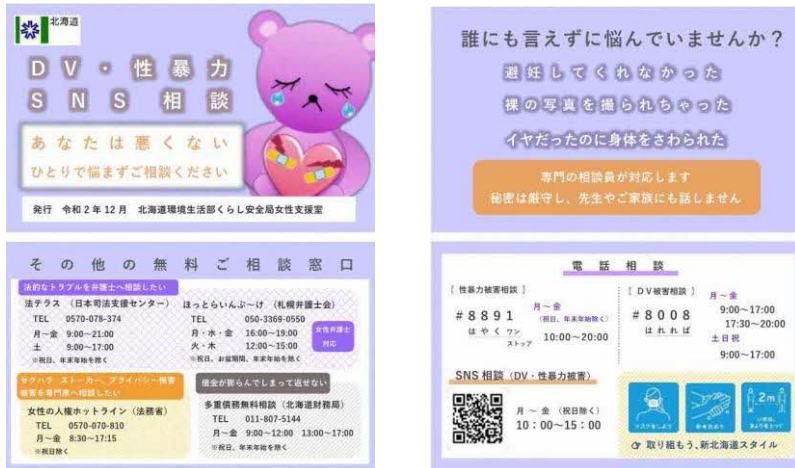 北海道
DV・性暴力
SNS相談
あなたは悪くない
ひとりで悩まずご相談ください
発行 令和2年12月 北海道環境生活部くらし安全局女性支援室
誰にも言えずに悩んでいませんか?
避妊してくれなかった
裸の写真を撮られちゃった
イヤだったのに身体をさわられた
専門の相談員が対応します
秘密は厳守し、先生やご家族にも話しません
その他の無料ご相談窓口
法的なトラブルを弁護士へ相談したい
法テラス (日本司法支援センター)
TEL 0570-078-374
月~金 9:00~21:00
土 9:00~17:00
※祝日、年末年始を除く
ほっとらいんぶ~け (札幌弁護士会)
TEL 050-3369-0550
月・水・金 16:00~19:00
火・木 12:00~15:00
※祝日、お盆期間、年末年始を除く
女性弁護士
対応
セクハラ ストーカー、プライバシー侵害
被害を専門家へ相談したい
女性の人権ホットライン (法務省)
TEL 0570-070-810
月~金 8:30~17:15
※祝日除く
借金が膨らんでしまって返せない
多重債務無料相談 (北海道財務局)
TEL 011-807-5144
月~金 9:00~12:00 13:00~17:00
※祝日、年末年始を除く
電話相談
[性暴力被害相談]
#8891
はやくワン
ストップ
月~金
(祝日、年末年始除く)
10:00~20:00
[DV被害相談]
#8008
はれれば
月~金
9:00~17:00
17:30~20:00
土日祝
9:00~17:00
SNS相談 (DV・性暴力被害)
月~金 (祝日除く)
10:00~15:00
マスクをしよう
2m
取り組もう、新北海道スタイル